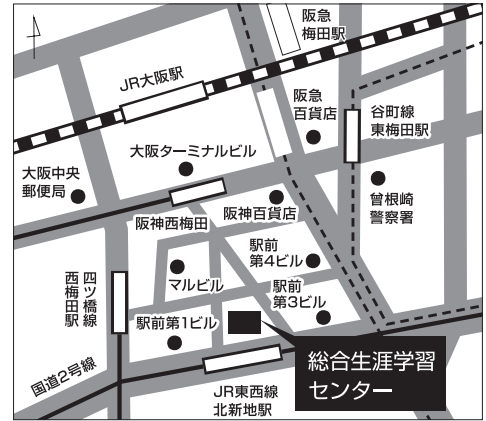 阪急
梅田駅
JR大阪駅
阪急
百貨店
谷町線
東梅田駅
大阪ターミナルビル
大阪中央
郵便局
曾根崎
警察署
阪神西梅田
阪神百貨店
駅前
第4ビル
マルビル
駅前
第3ビル
四ツ橋線
西梅田駅
駅前第1ビル
総合生涯学習
センター
国道2号線
JR東西線
北新地駅